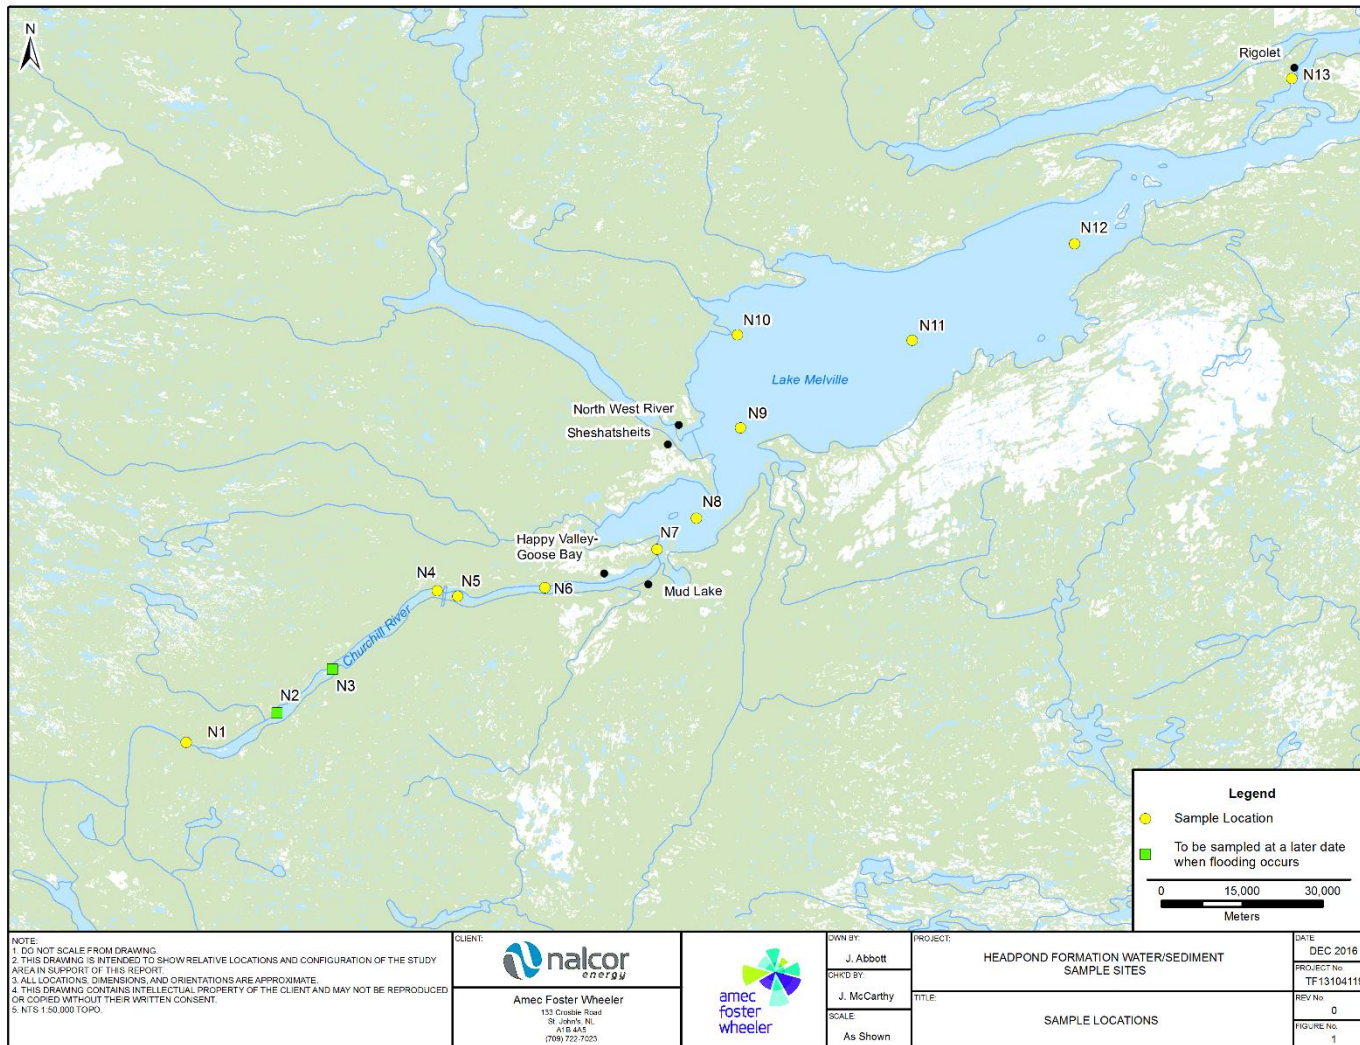 N
Rigolet
N13
N12
N10
N11
Lake Melville
North West River
N9
Sheshatsheits
N8
N7
Happy Valley-
Goose Bay
N4
N5
N6
Mud Lake
Churchill River
N3
N2
N1
Legend
Sample Location
To be sampled at a later date
when flooding occurs
0 15,000 30,000
Meters
NOTE:
1. DO NOT SCALE FROM DRAWING.
2. THIS DRAWING IS INTENDED TO SHOW RELATIVE LOCATIONS AND CONFIGURATION OF THE STUDY
AREA IN SUPPORT OF THIS REPORT.
3. ALL LOCATIONS, DIMENSIONS, AND ORIENTATIONS ARE APPROXIMATE.
4. THIS DRAWING CONTAINS INTELLECTUAL PROPERTY OF THE CLIENT AND MAY NOT BE REPRODUCED
OR COPIED WITHOUT THEIR WRITTEN CONSENT.
5. NTS 1:50,000 TOPO.
CLIENT:
nalcor
energy
Amec Foster Wheeler
133 Crosbie Road
St. John's, NL
A1B 4A5
(709) 722-7023
amec
foster
wheeler
DWN BY:
J. Abbott
CHK'D BY:
J. McCarthy
SCALE:
As Shown
PROJECT:
HEADPOND FORMATION WATER/SEDIMENT
SAMPLE SITES
TITLE:
SAMPLE LOCATIONS
DATE
DEC 2016
PROJECT No.
TF13104119
REV No.
0
FIGURE No.
1